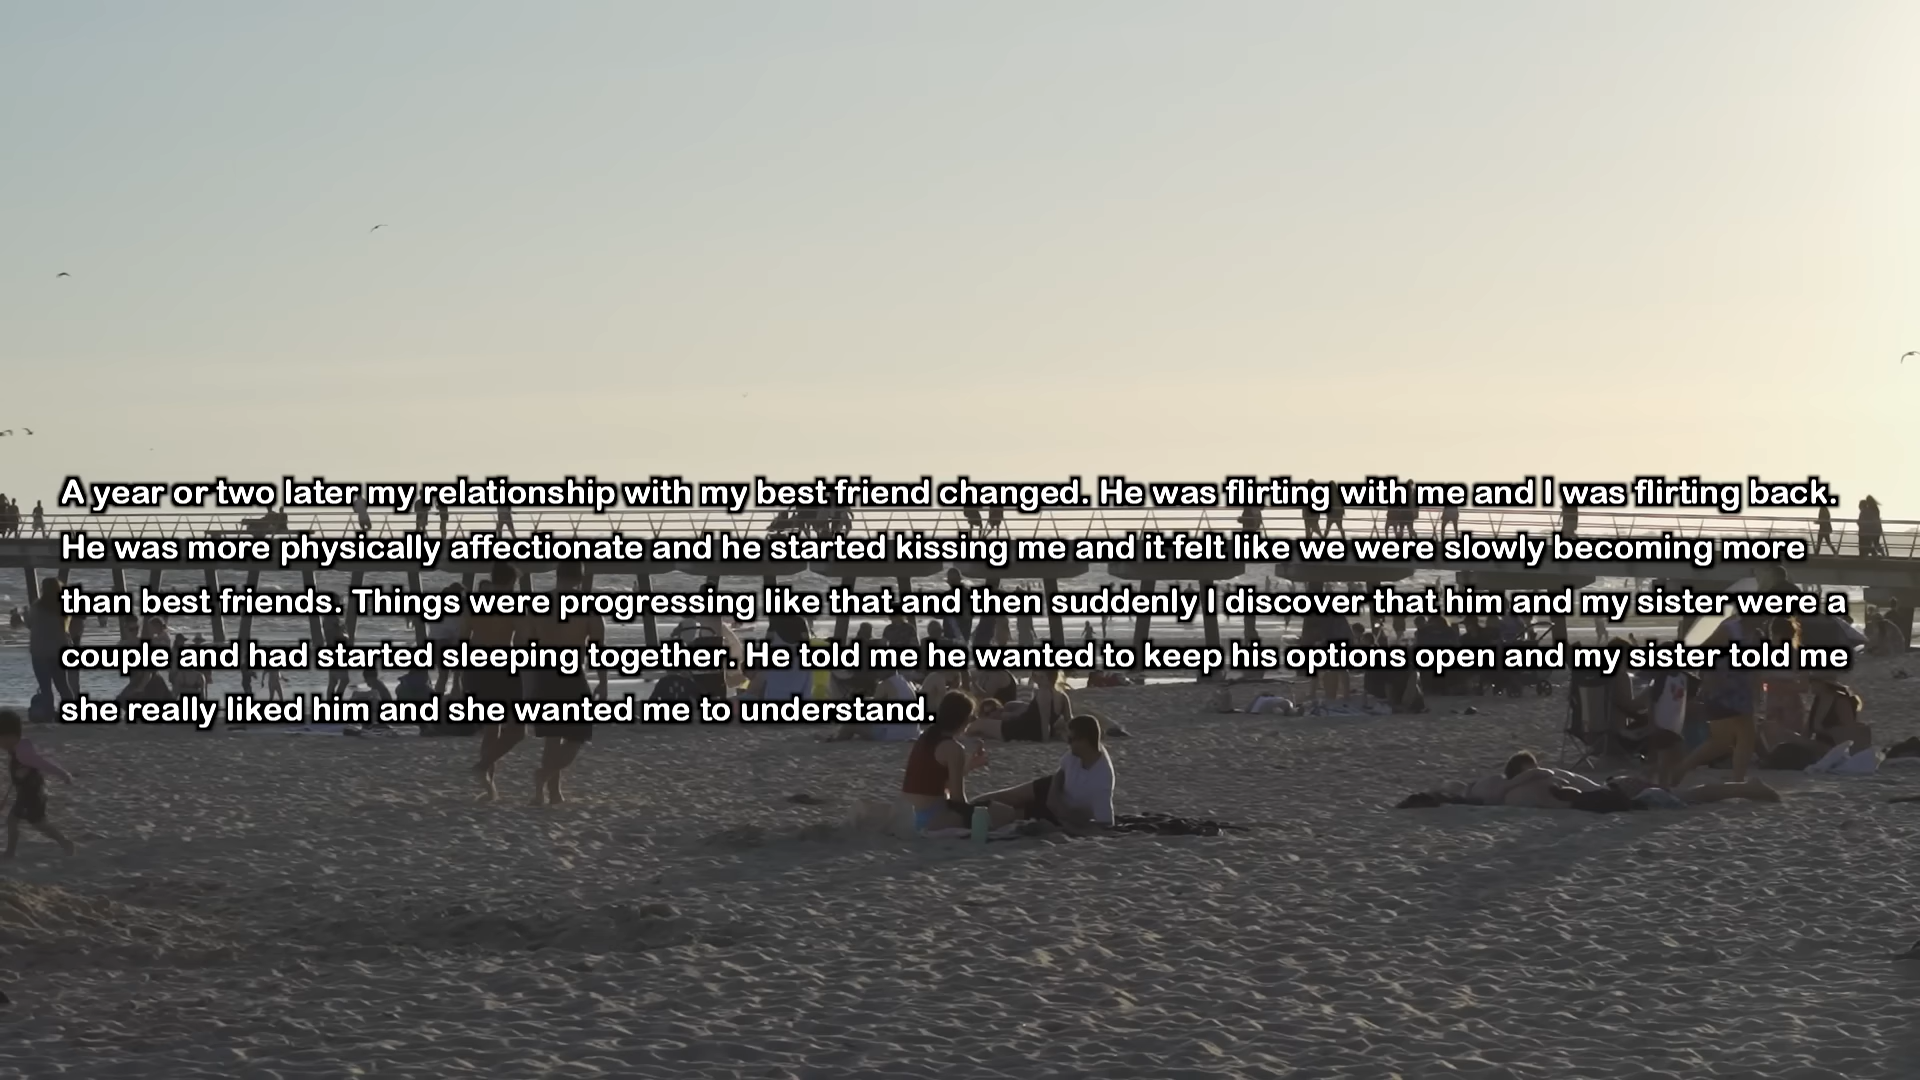 A year or two later my relationship with my best friend changed. He was flirting with me and I was flirting back.
He was more physically affectionate and he started kissing me and it felt like we were slowly becoming more
than best friends. Things were progressing like that and then suddenly I discover that him and my sister were a
couple and had started sleeping together. He told me he wanted to keep his options open and my sister told me
she really liked him and she wanted me to understand.